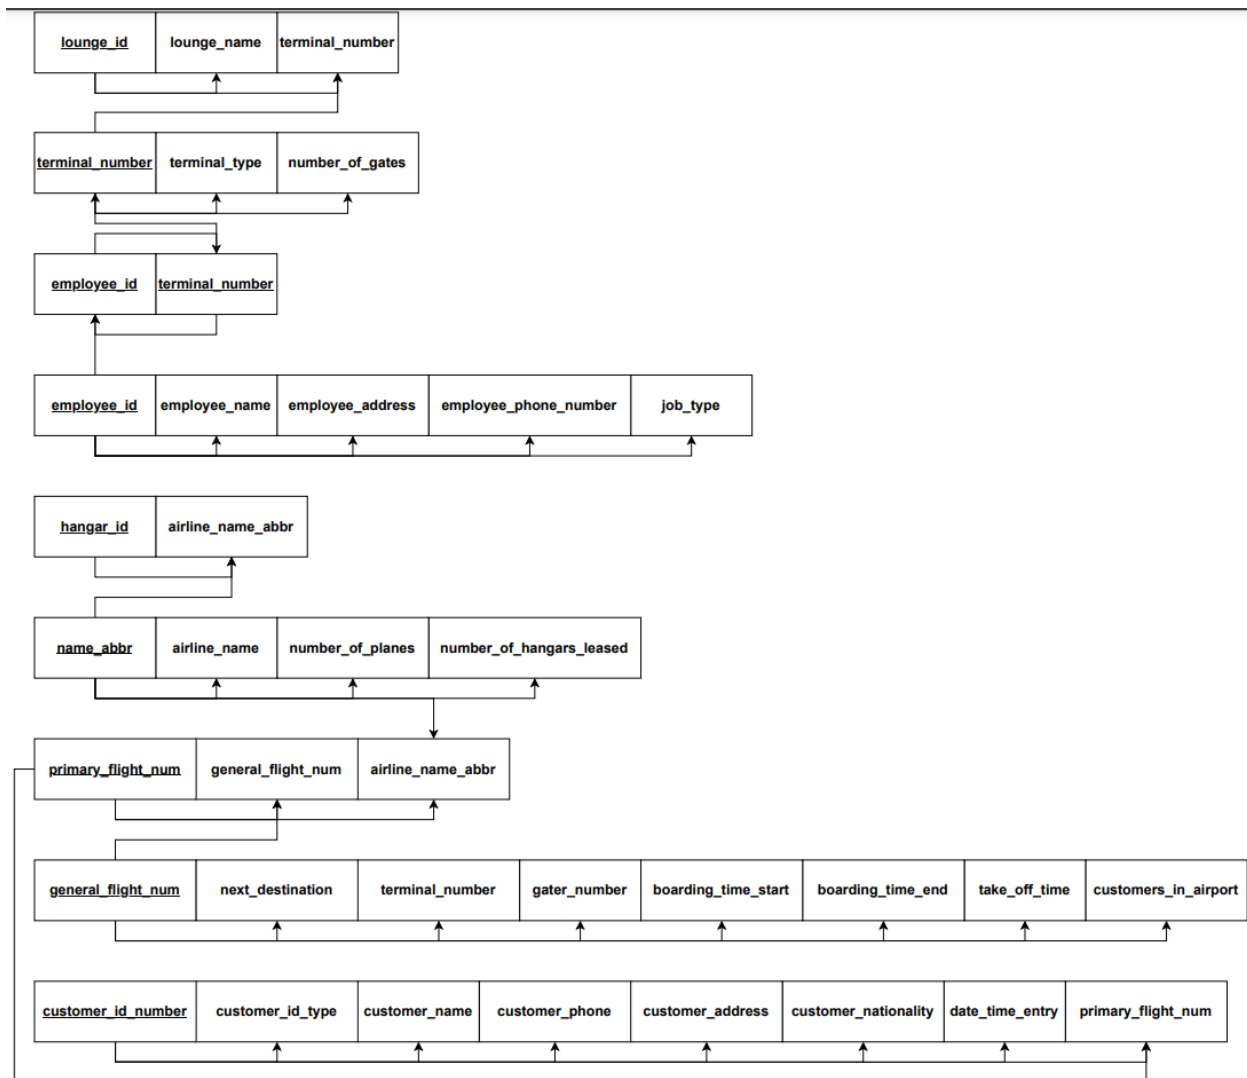 lounge_id lounge_name terminal_number
terminal_number terminal_type number_of_gates
employee_id terminal_number
employee_id employee_name employee_address employee_phone_number job_type
hangar_id airline_name_abbr
name_abbr airline_name number_of_planes number_of_hangars_leased
primary_flight_num general_flight_num airline_name_abbr
general_flight_num next_destination terminal_number gater_number boarding_time_start boarding_time_end take_off_time customers_in_airport
customer_id_number customer_id_type customer_name customer_phone customer_address customer_nationality date_time_entry primary_flight_num